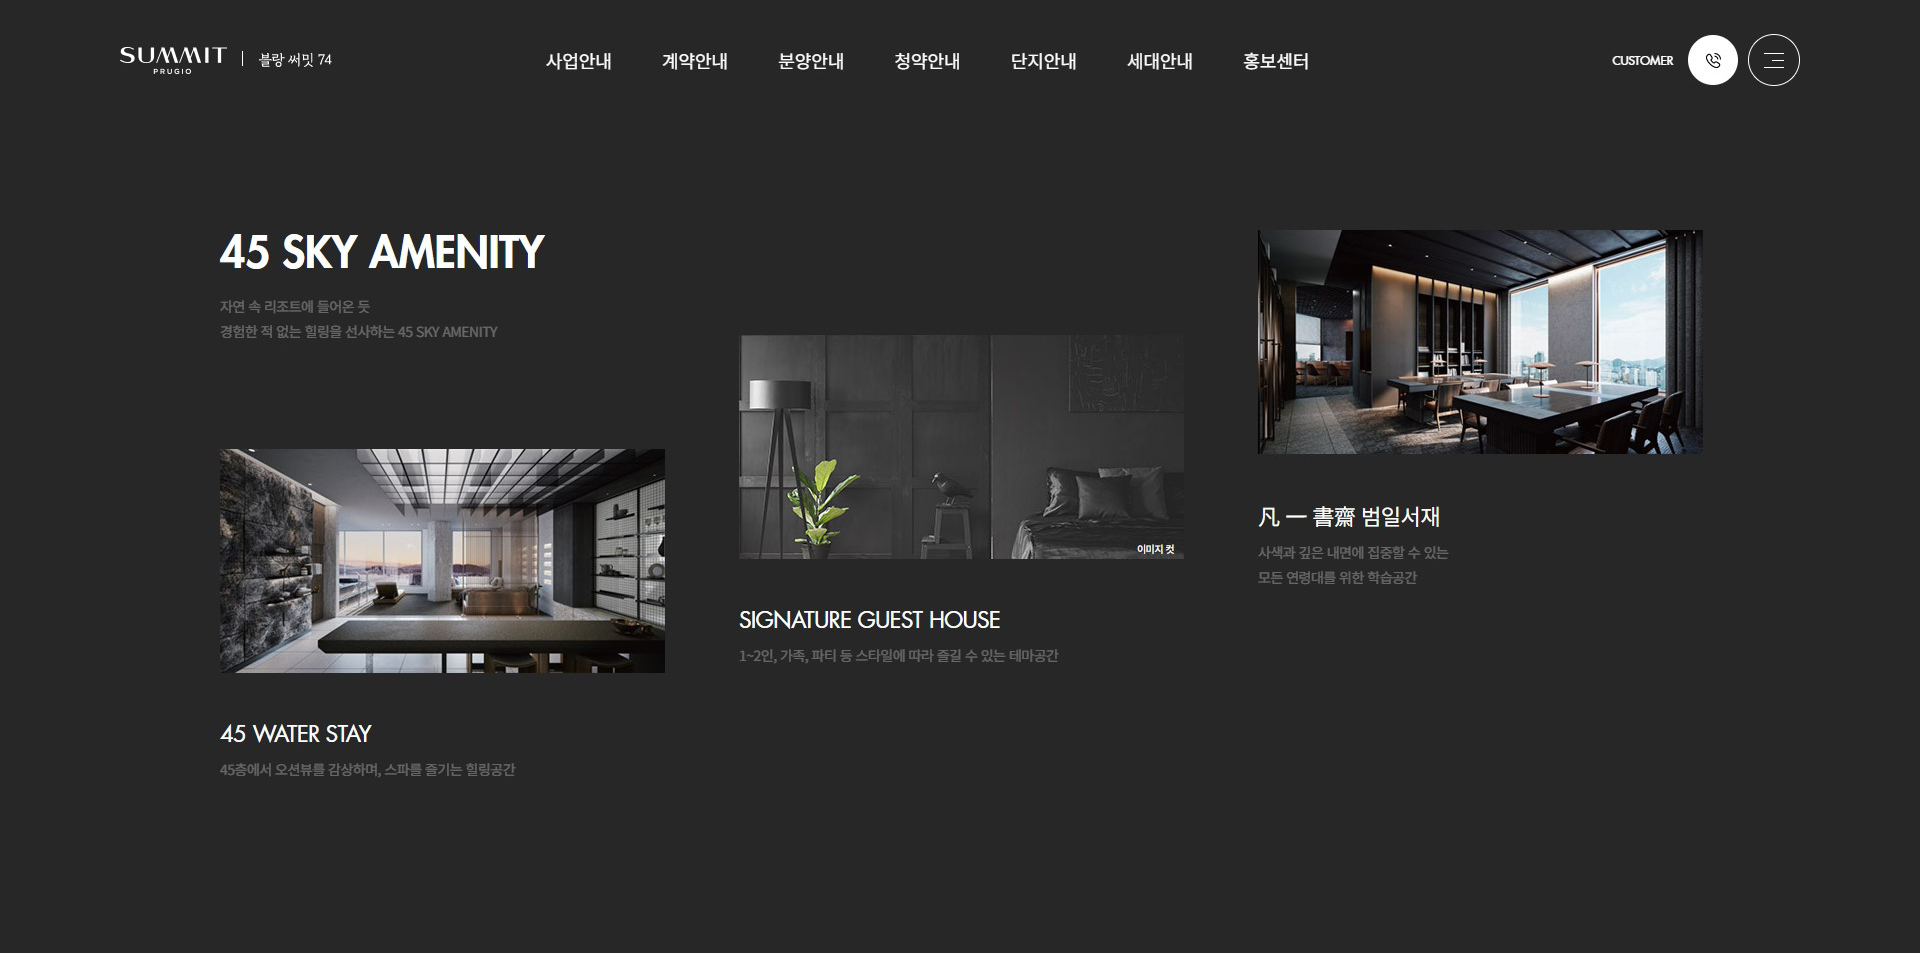 SUMMIT
PRUGIO
블랑 써밋 74
사업안내
계약안내
분양안내
청약안내
단지안내
세대안내
홍보센터
CUSTOMER
45 SKY AMENITY
자연 속 리조트에 들어온 듯
경험한 적 없는 힐링을 선사하는 45 SKY AMENITY
45 WATER STAY
45층에서 오션뷰를 감상하며, 스파를 즐기는 힐링공간
이미지 컷
SIGNATURE GUEST HOUSE
1~2인, 가족, 파티 등 스타일에 따라 즐길 수 있는 테마공간
凡 一 書齋 범일서재
사색과 깊은 내면에 집중할 수 있는
모든 연령대를 위한 학습공간